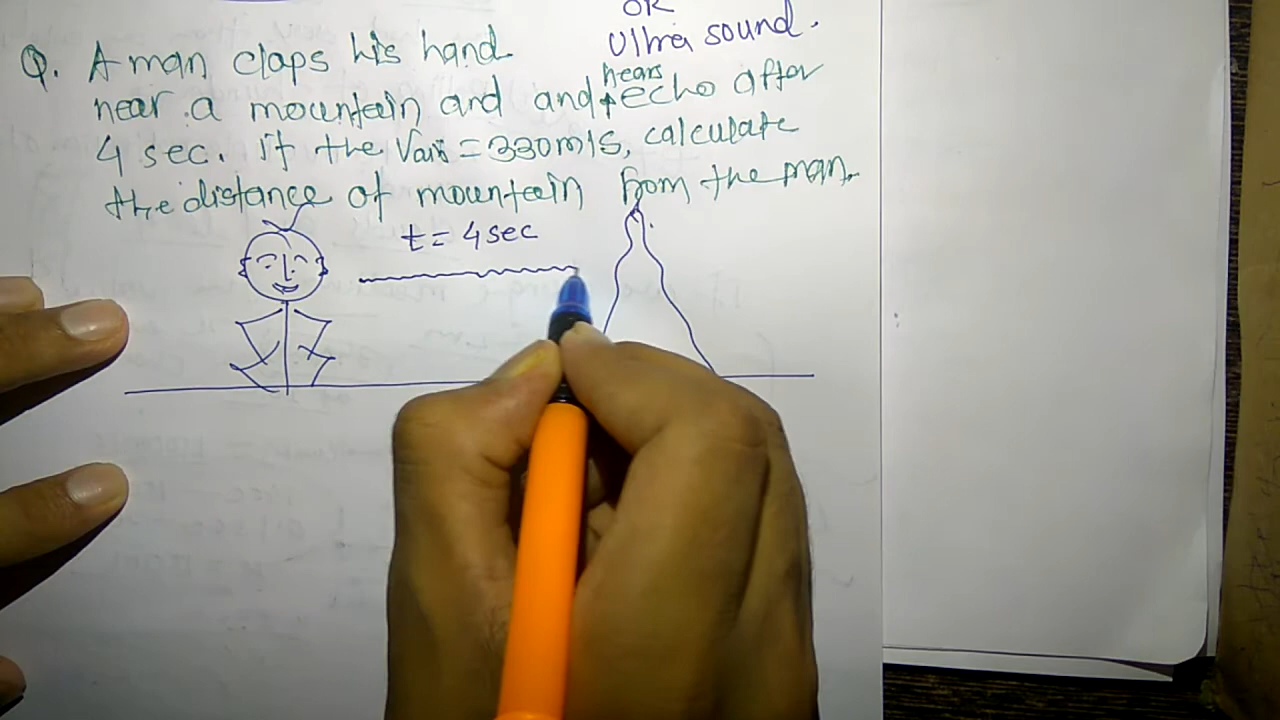 OR
Ultra sound.
Q. A man claps his hand
near a mountain and and hears echo after
4 sec. If the Vair = 330m/s, calculate
the distance of mountain from the man.
t = 4 sec